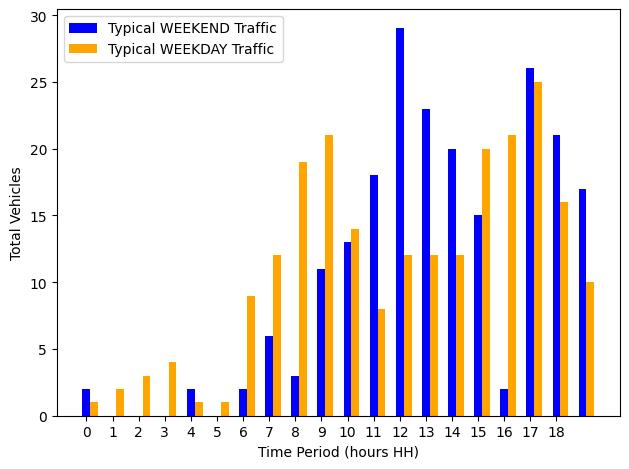 30
25
20
15
10
5
0
Total Vehicles
Typical WEEKEND Traffic
Typical WEEKDAY Traffic
0 1 2 3 4 5 6 7 8 9 10 11 12 13 14 15 16 17 18
Time Period (hours HH)